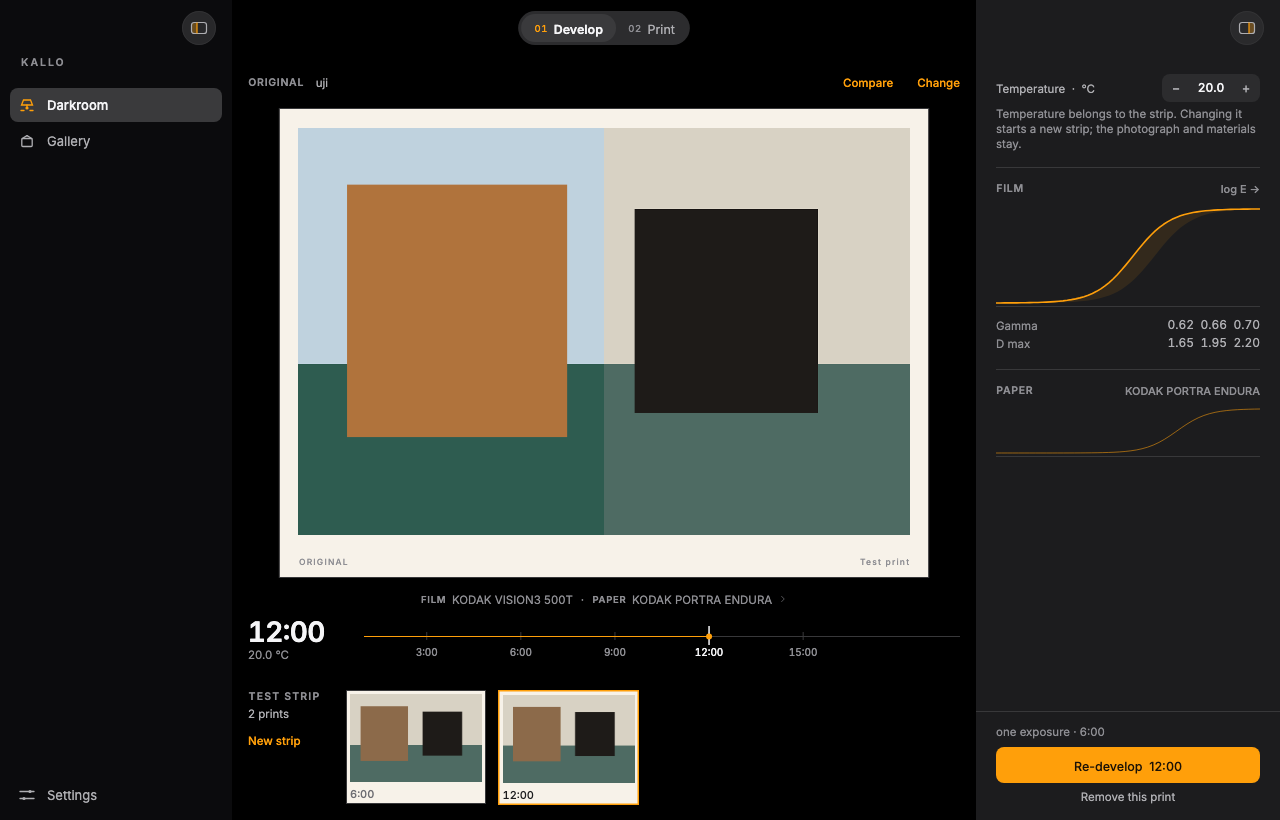 KALLO
Darkroom
Gallery
Settings
01 Develop 02 Print
ORIGINAL uji
Compare Change
ORIGINAL Test print
FILM KODAK VISION3 500T · PAPER KODAK PORTRA ENDURA ›
12:00
20.0 °C
3:00 6:00 9:00 12:00 15:00
TEST STRIP
2 prints
New strip
6:00
12:00
Temperature · °C − 20.0 +
Temperature belongs to the strip. Changing it
starts a new strip; the photograph and materials
stay.
FILM log E →
Gamma 0.62 0.66 0.70
D max 1.65 1.95 2.20
PAPER KODAK PORTRA ENDURA
one exposure · 6:00
Re-develop 12:00
Remove this print